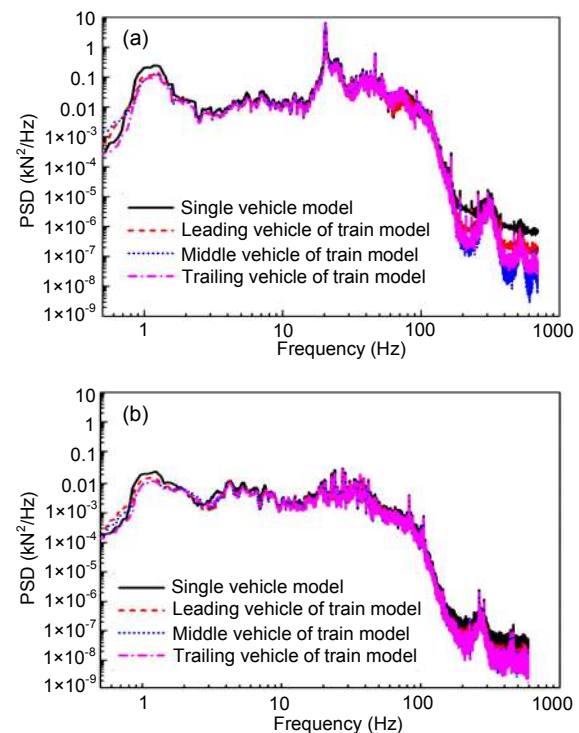 (a)
PSD (kN²/Hz)
10
1
0.1
0.01
1×10⁻³
1×10⁻⁴
1×10⁻⁵
1×10⁻⁶
1×10⁻⁷
1×10⁻⁸
1×10⁻⁹
Single vehicle model
Leading vehicle of train model
Middle vehicle of train model
Trailing vehicle of train model
1 10 100 1000
Frequency (Hz)
(b)
PSD (kN²/Hz)
10
1
0.1
0.01
1×10⁻³
1×10⁻⁴
1×10⁻⁵
1×10⁻⁶
1×10⁻⁷
1×10⁻⁸
1×10⁻⁹
Single vehicle model
Leading vehicle of train model
Middle vehicle of train model
Trailing vehicle of train model
1 10 100 1000
Frequency (Hz)